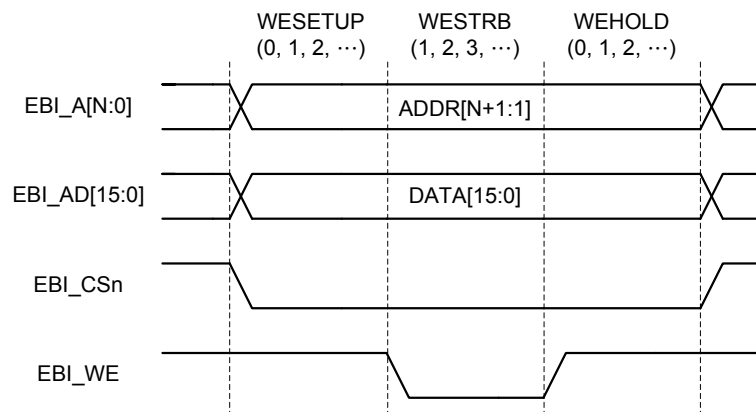 WESETUP WESTRB WEHOLD
(0, 1, 2, ⋯) (1, 2, 3, ⋯) (0, 1, 2, ⋯)
EBI_A[N:0] ADDR[N+1:1]
EBI_AD[15:0] DATA[15:0]
EBI_CSn
EBI_WE